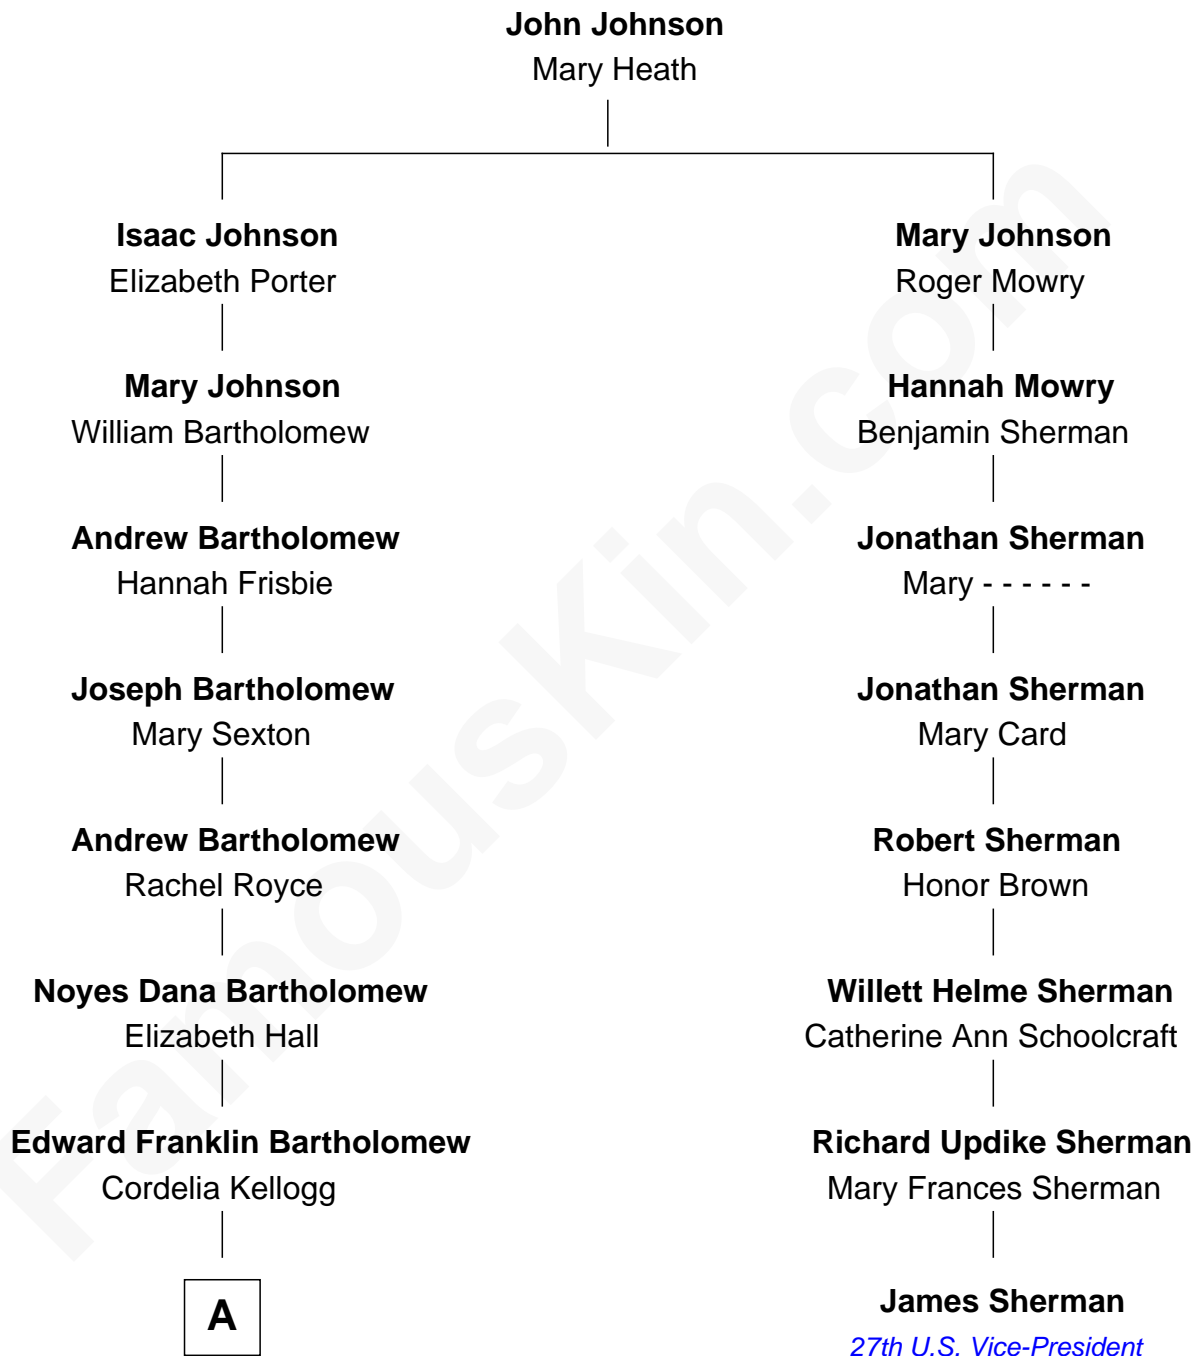 John Johnson
Mary Heath
Isaac Johnson
Elizabeth Porter
Mary Johnson
Roger Mowry
Mary Johnson
William Bartholomew
Hannah Mowry
Benjamin Sherman
Andrew Bartholomew
Hannah Frisbie
Jonathan Sherman
Mary - - - - - -
Joseph Bartholomew
Mary Sexton
Jonathan Sherman
Mary Card
Andrew Bartholomew
Rachel Royce
Robert Sherman
Honor Brown
Noyes Dana Bartholomew
Elizabeth Hall
Willett Helme Sherman
Catherine Ann Schoolcraft
Edward Franklin Bartholomew
Cordelia Kellogg
Richard Updike Sherman
Mary Frances Sherman
A
James Sherman
27th U.S. Vice-President
FamousKin.com